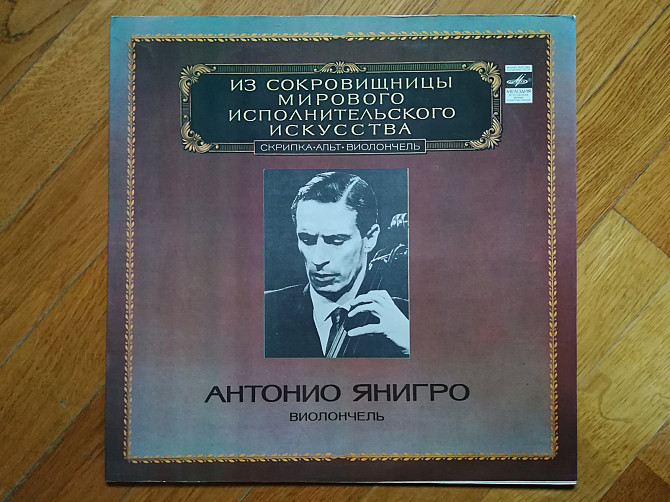 ИЗ СОКРОВИЩНИЦЫ
МИРОВОГО
ИСПОЛНИТЕЛЬСКОГО
ИСКУССТВА
СКРИПКА•АЛЬТ•ВИОЛОНЧЕЛЬ
МЕЛОДИЯ
АНТОНИО ЯНИГРО
ВИОЛОНЧЕЛЬ